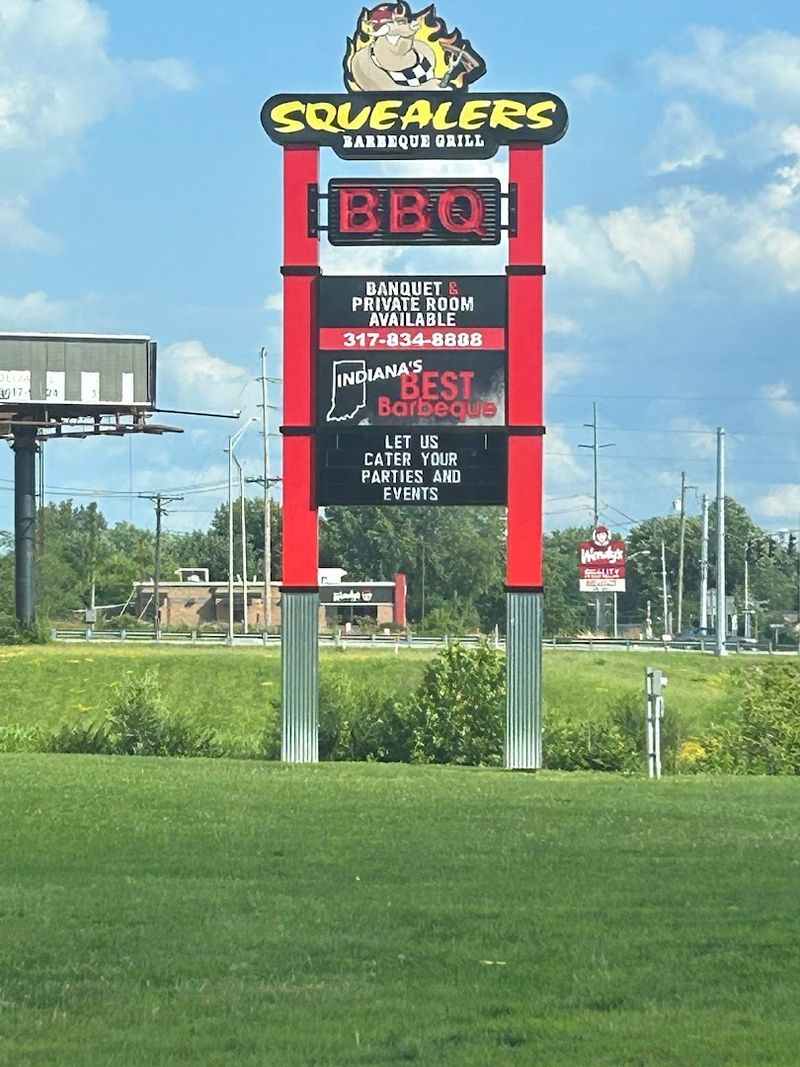 SQUEALERS
BARBEQUE GRILL
BBQ
BANQUET &
PRIVATE ROOM
AVAILABLE
317-834-8888
INDIANA'S
BEST
Barbeque
LET US
CATER YOUR
PARTIES AND
EVENTS
Wendy's